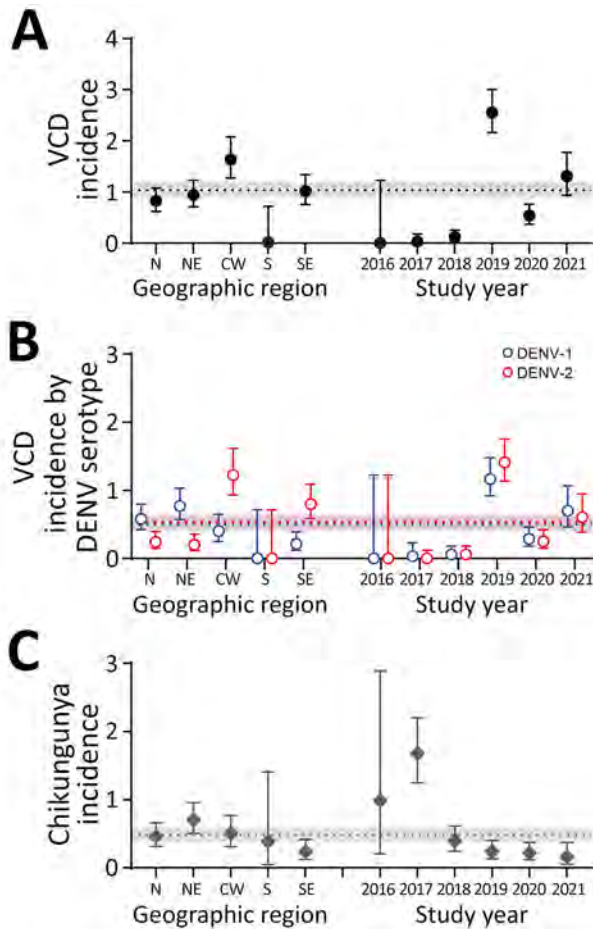 A
VCD
incidence
4
3
2
1
0
N NE CW S SE 2016 2017 2018 2019 2020 2021
Geographic region Study year
B
VCD
incidence by
DENV serotype
3
2
1
0
DENV-1
DENV-2
N NE CW S SE 2016 2017 2018 2019 2020 2021
Geographic region Study year
C
Chikungunya
incidence
3
2
1
0
N NE CW S SE 2016 2017 2018 2019 2020 2021
Geographic region Study year